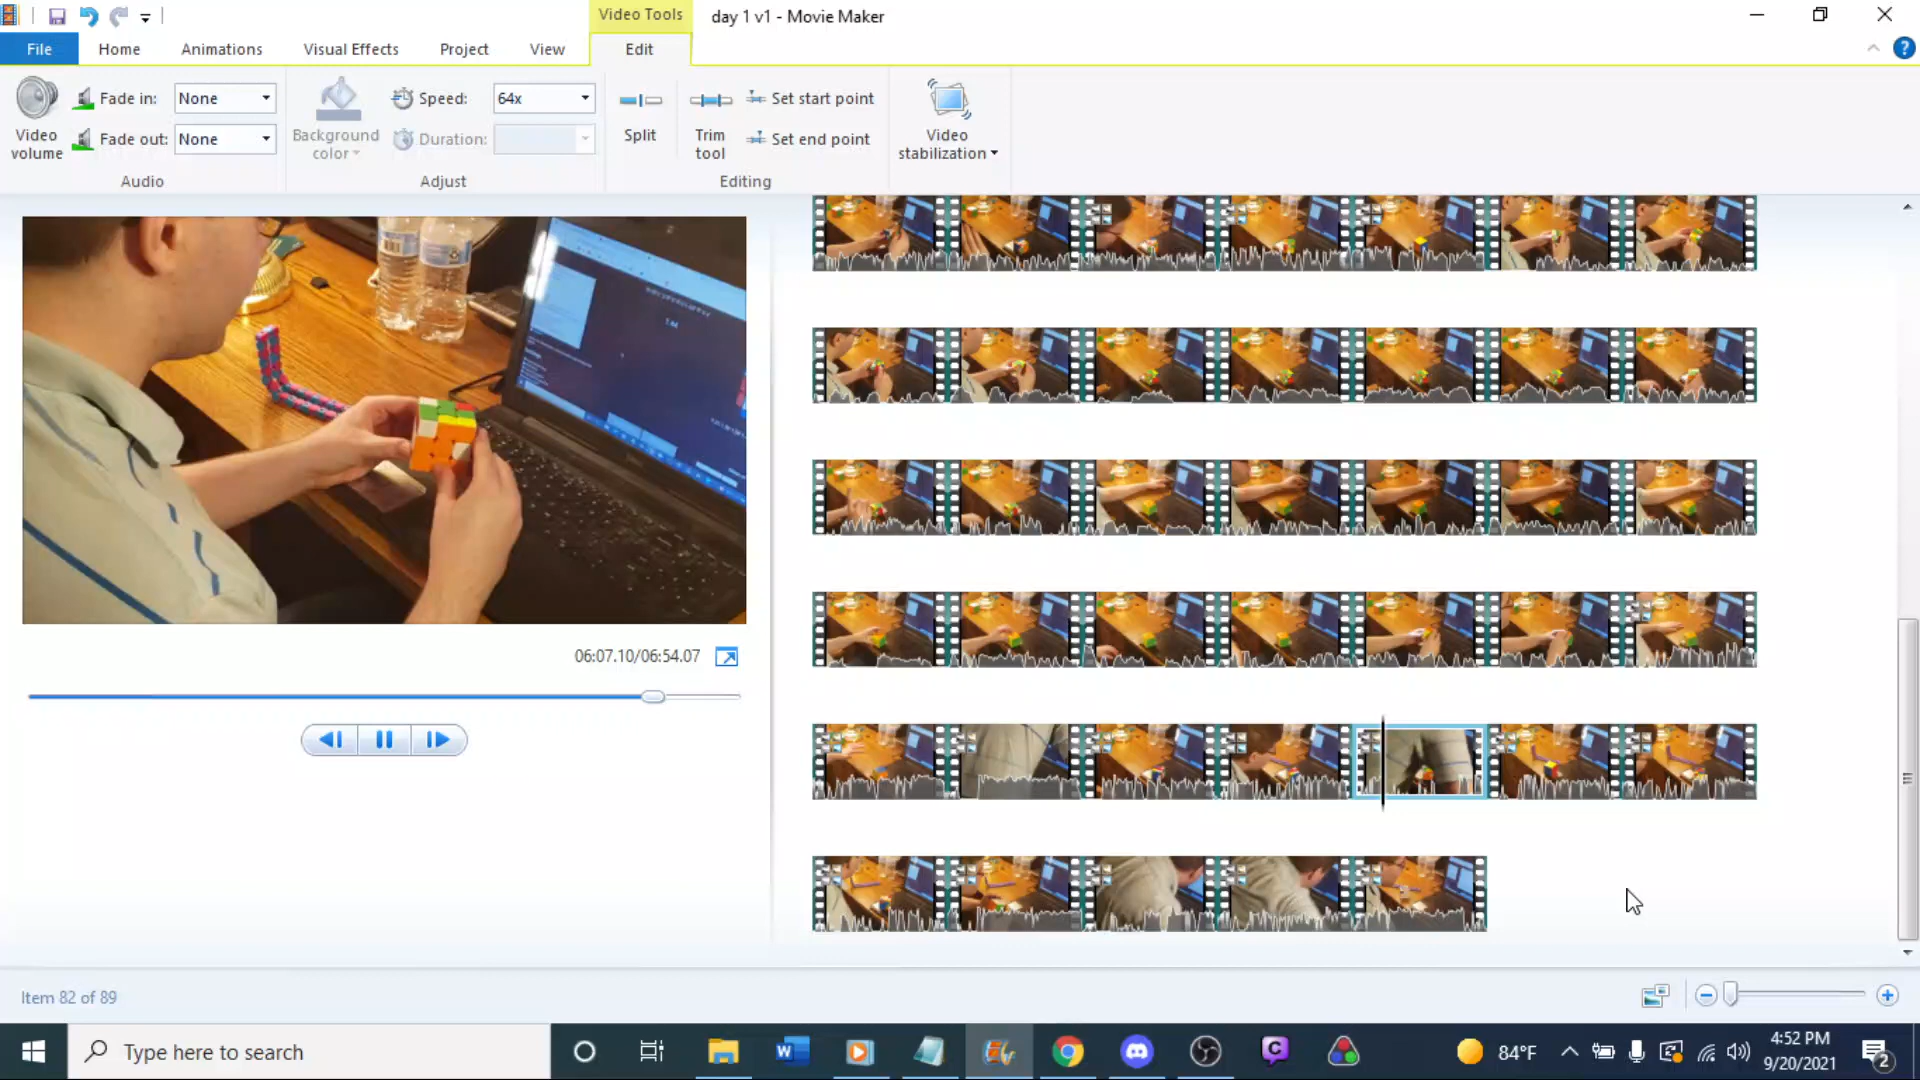 Video Tools
day 1 v1 - Movie Maker
File
Home
Animations
Visual Effects
Project
View
Edit
Video
volume
Fade in:
None
Fade out:
None
Audio
Background
color
Speed:
64x
Duration:
Adjust
Split
Trim
tool
Set start point
Set end point
Editing
Video
stabilization
06:07.10/06:54.07
Item 82 of 89
Type here to search
84°F
4:52 PM
9/20/2021
2